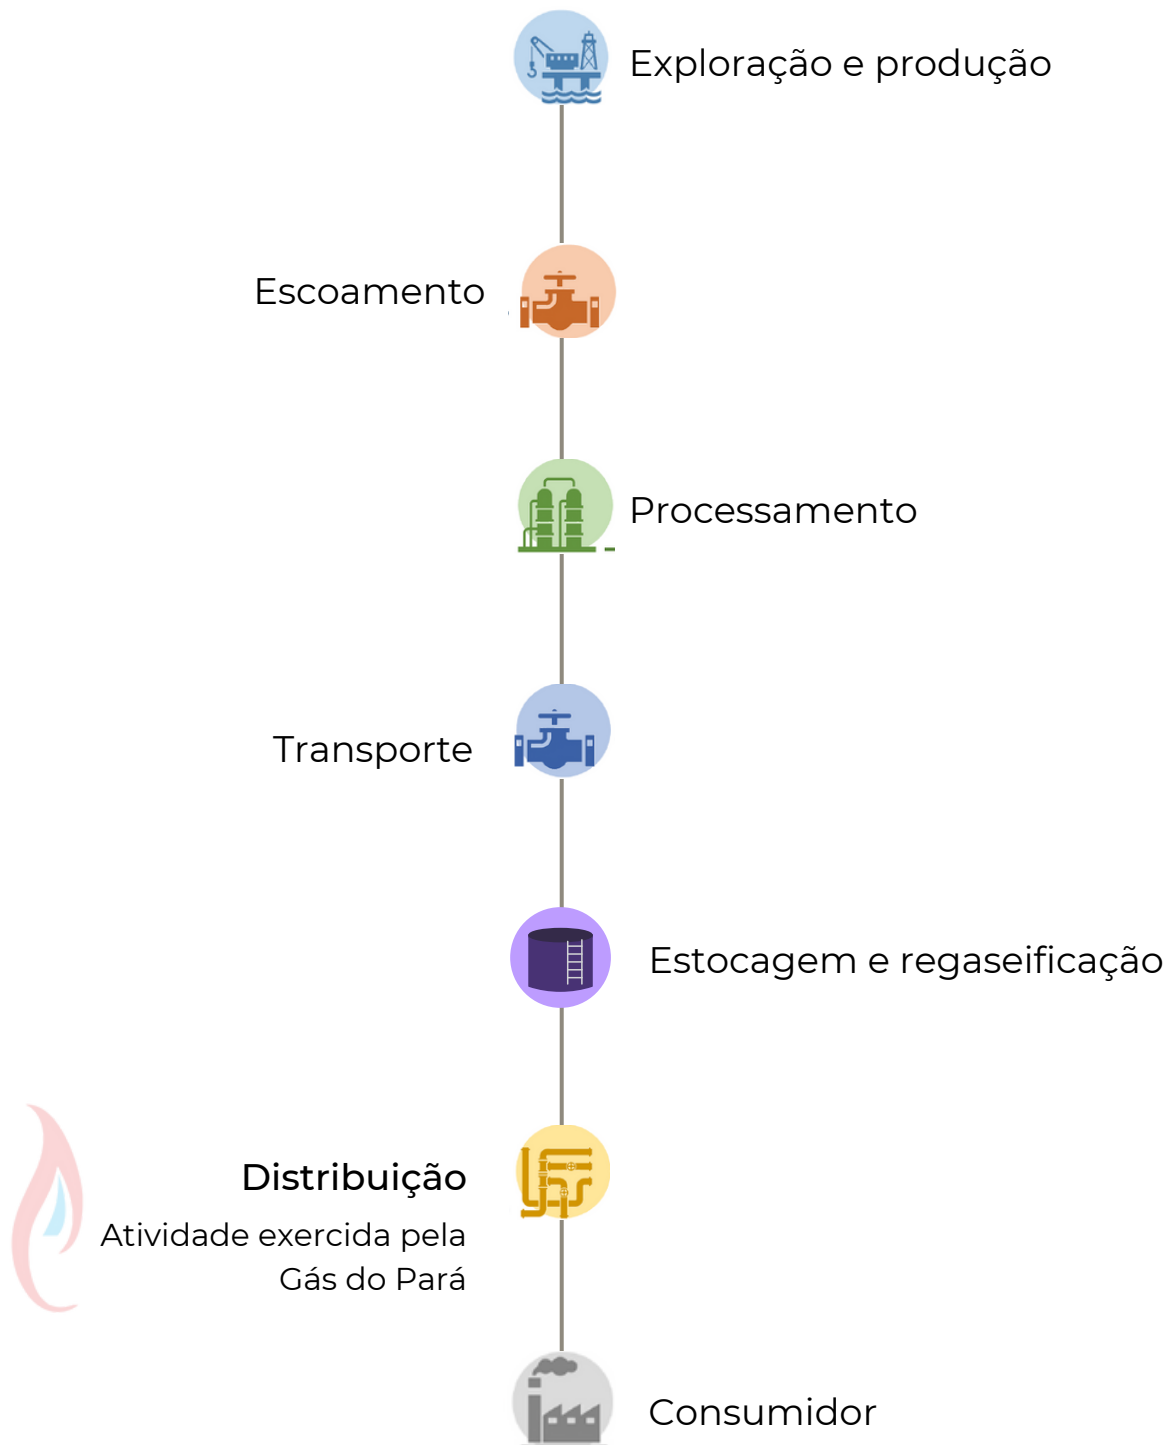 Exploração e produção
Escoamento
Processamento
Transporte
Estocagem e regaseificação
Distribuição
Atividade exercida pela
Gás do Pará
Consumidor